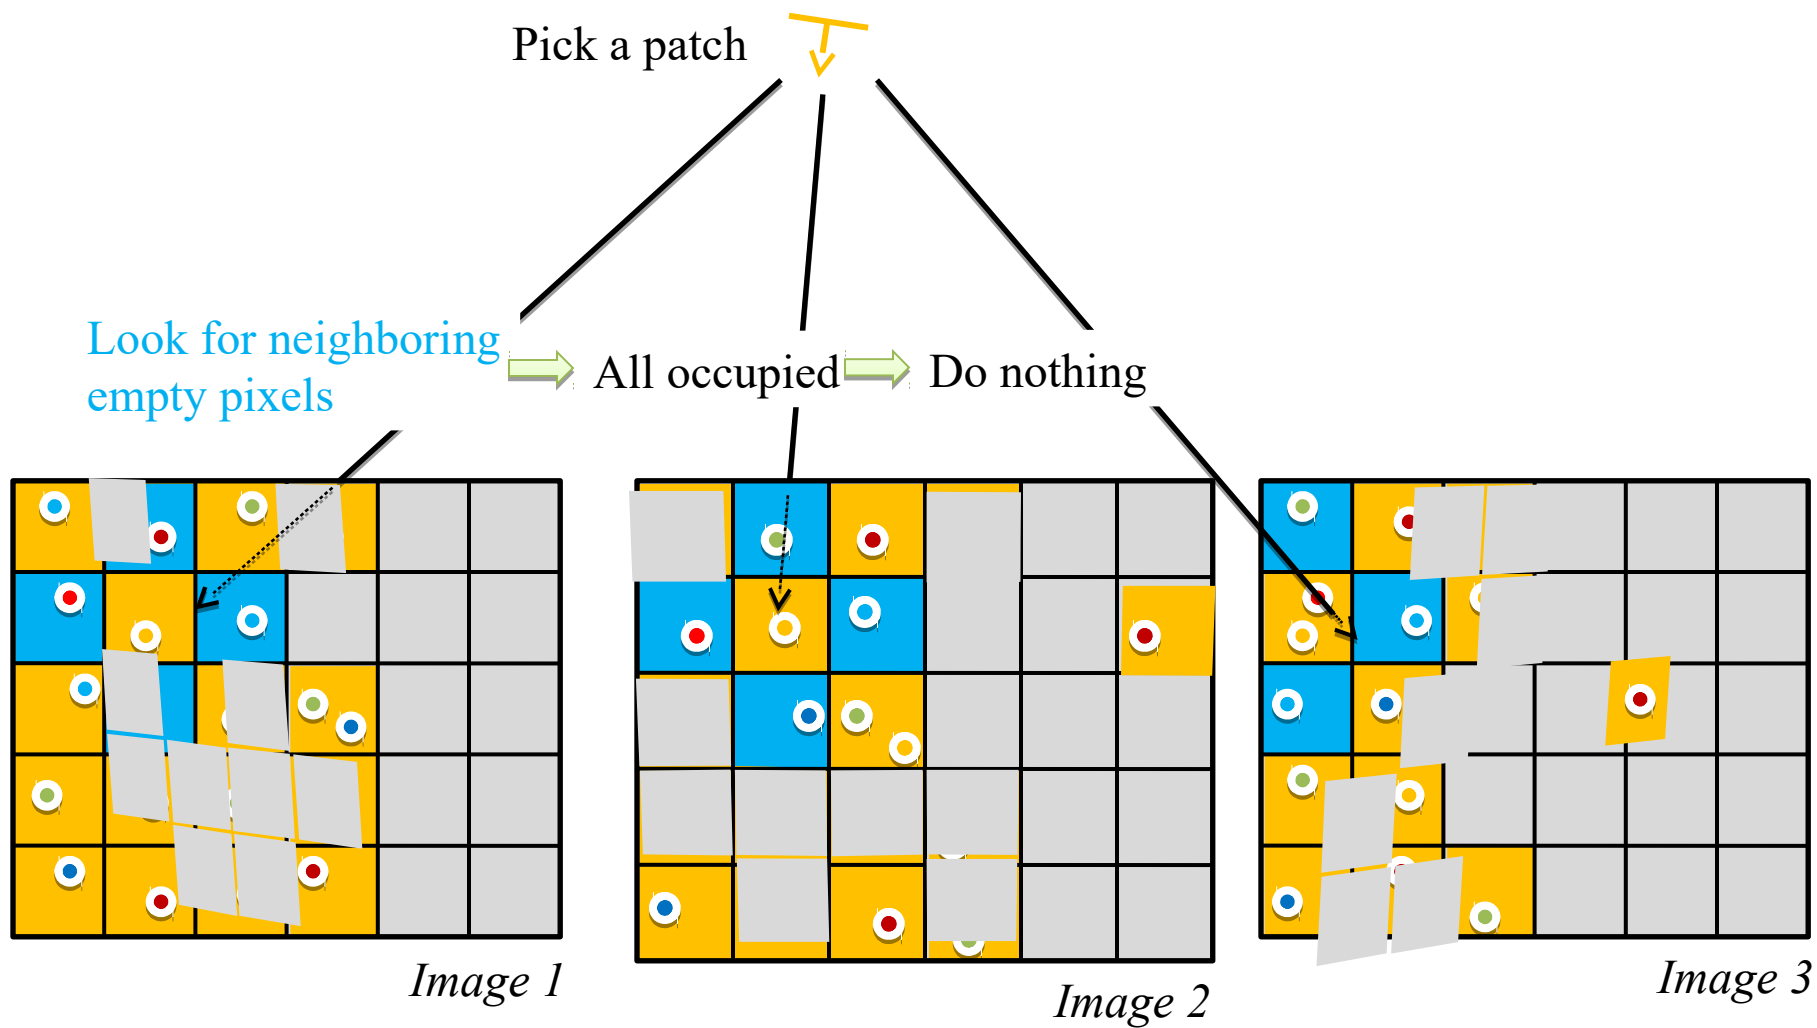 Pick a patch
Look for neighboring
empty pixels
All occupied
Do nothing
Image 1
Image 2
Image 3